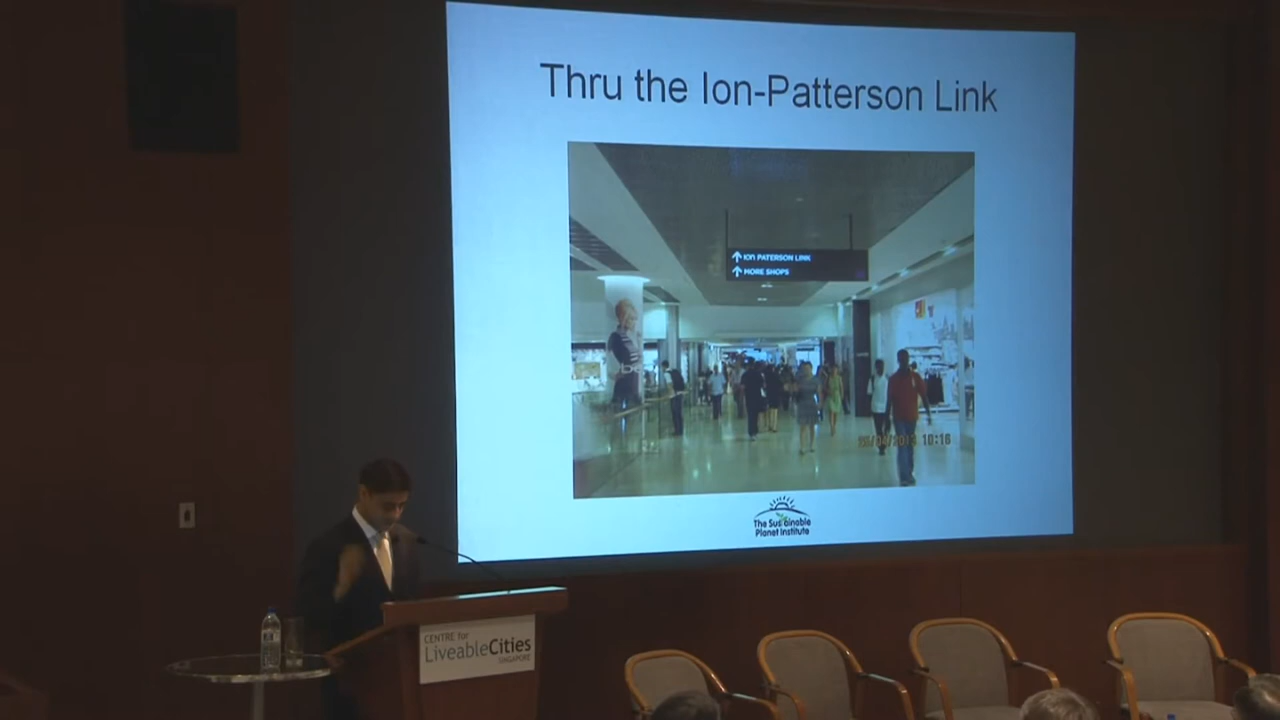 Thru the Ion-Patterson Link
ION PATERSON LINK
MORE SHOPS
10:16
The Sustainable
Planet Institute
CENTRE for
LiveableCities
SINGAPORE